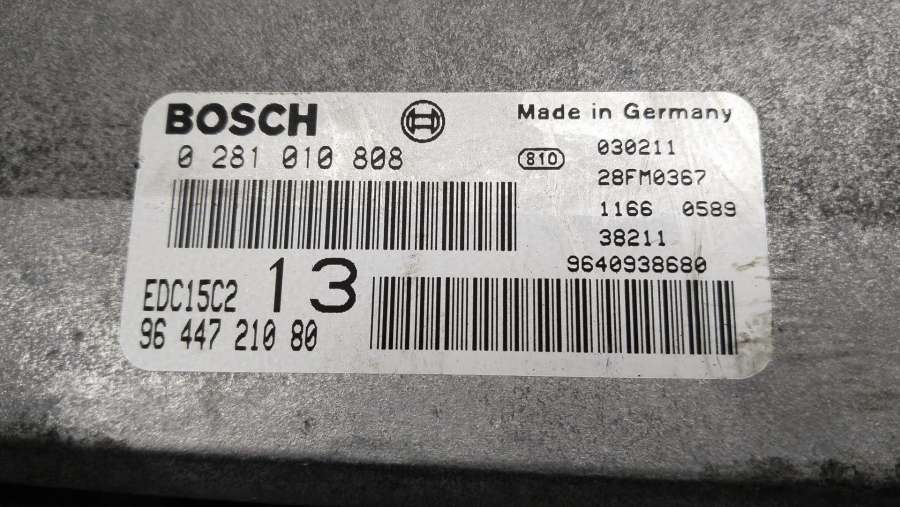 BOSCH
Made in Germany
0 281 010 808
810
030211
28FM0367
1166 0589
38211
9640938680
EDC15C2 13
96 447 210 80